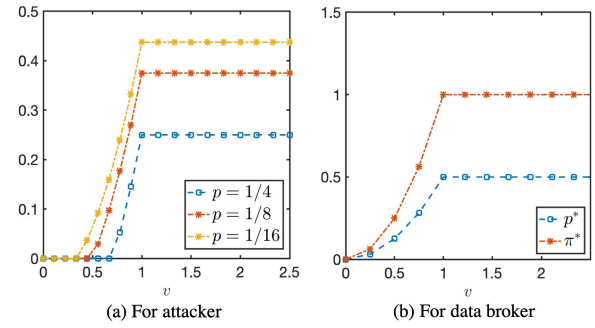 0.5
0.4
0.3
0.2
0.1
0
0 0.5 1 1.5 2 2.5
v
p = 1/4
p = 1/8
p = 1/16
(a) For attacker
1.5
1
0.5
0
0 0.5 1 1.5 2
v
p*
π*
(b) For data broker